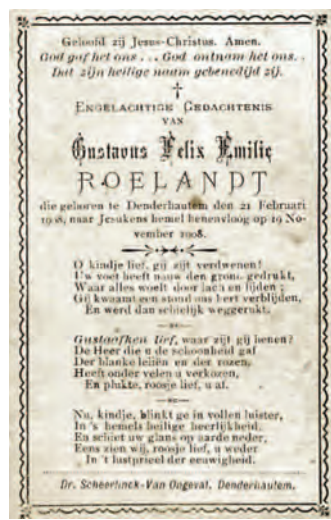 Geloofd zij Jesus-Christus. Amen.
God gaf het ons . . . God ontnam het ons. .
Dat zijn heilige naam gebenedijd zij.
†
ENGELACHTIGE GEDACHTENIS
VAN
Gustavus Felix Emilie
ROELANDT
die geboren te Denderhautem den 21 Februari
1908, naar Jezukens hemel henenvloog op 19 No-
vember 1908.
O kindje lief, gij zijt verdwenen!
Uw voet heeft nauw den grond gedrukt,
Waar alles woelt door lach en lijden ;
Gij kwaamt een stond ons hert verblijden,
En werd dan schielijk weggerukt.
Gustaafken lief, waar zijt gij henen?
De Heer die u de schoonheid gaf
Der blanke leliën en der rozen,
Heeft onder velen u verkozen,
En plukte, roosje lief, u af.
Nu, kindje, blinkt ge in vollen luister,
In 's hemels heilige heerlijkheid,
En schiet uw glans op aarde neder,
Eens zien wij, roosje lief, u weder
In 't lustprieel der eeuwigheid.
Dr. Scheerlinck-Van Ongeval, Denderhautem.